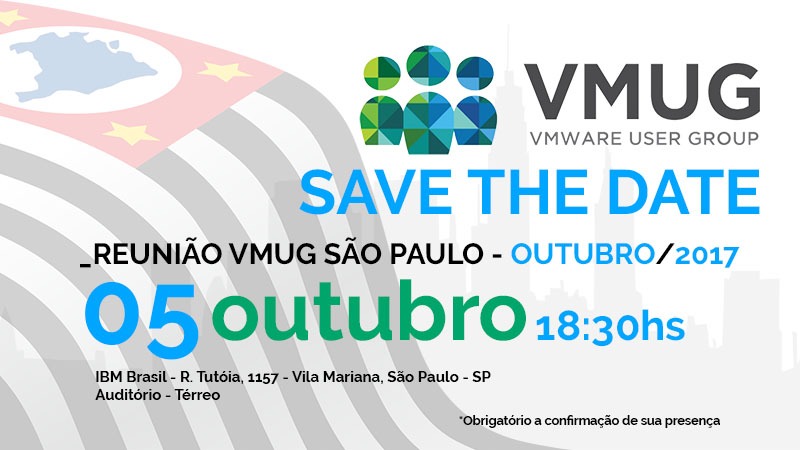 VMUG
VMWARE USER GROUP
SAVE THE DATE
_REUNIÃO VMUG SÃO PAULO - OUTUBRO/2017
05 outubro 18:30hs
IBM Brasil - R. Tutóia, 1157 - Vila Mariana, São Paulo - SP
Auditório - Térreo
*Obrigatório a confirmação de sua presença